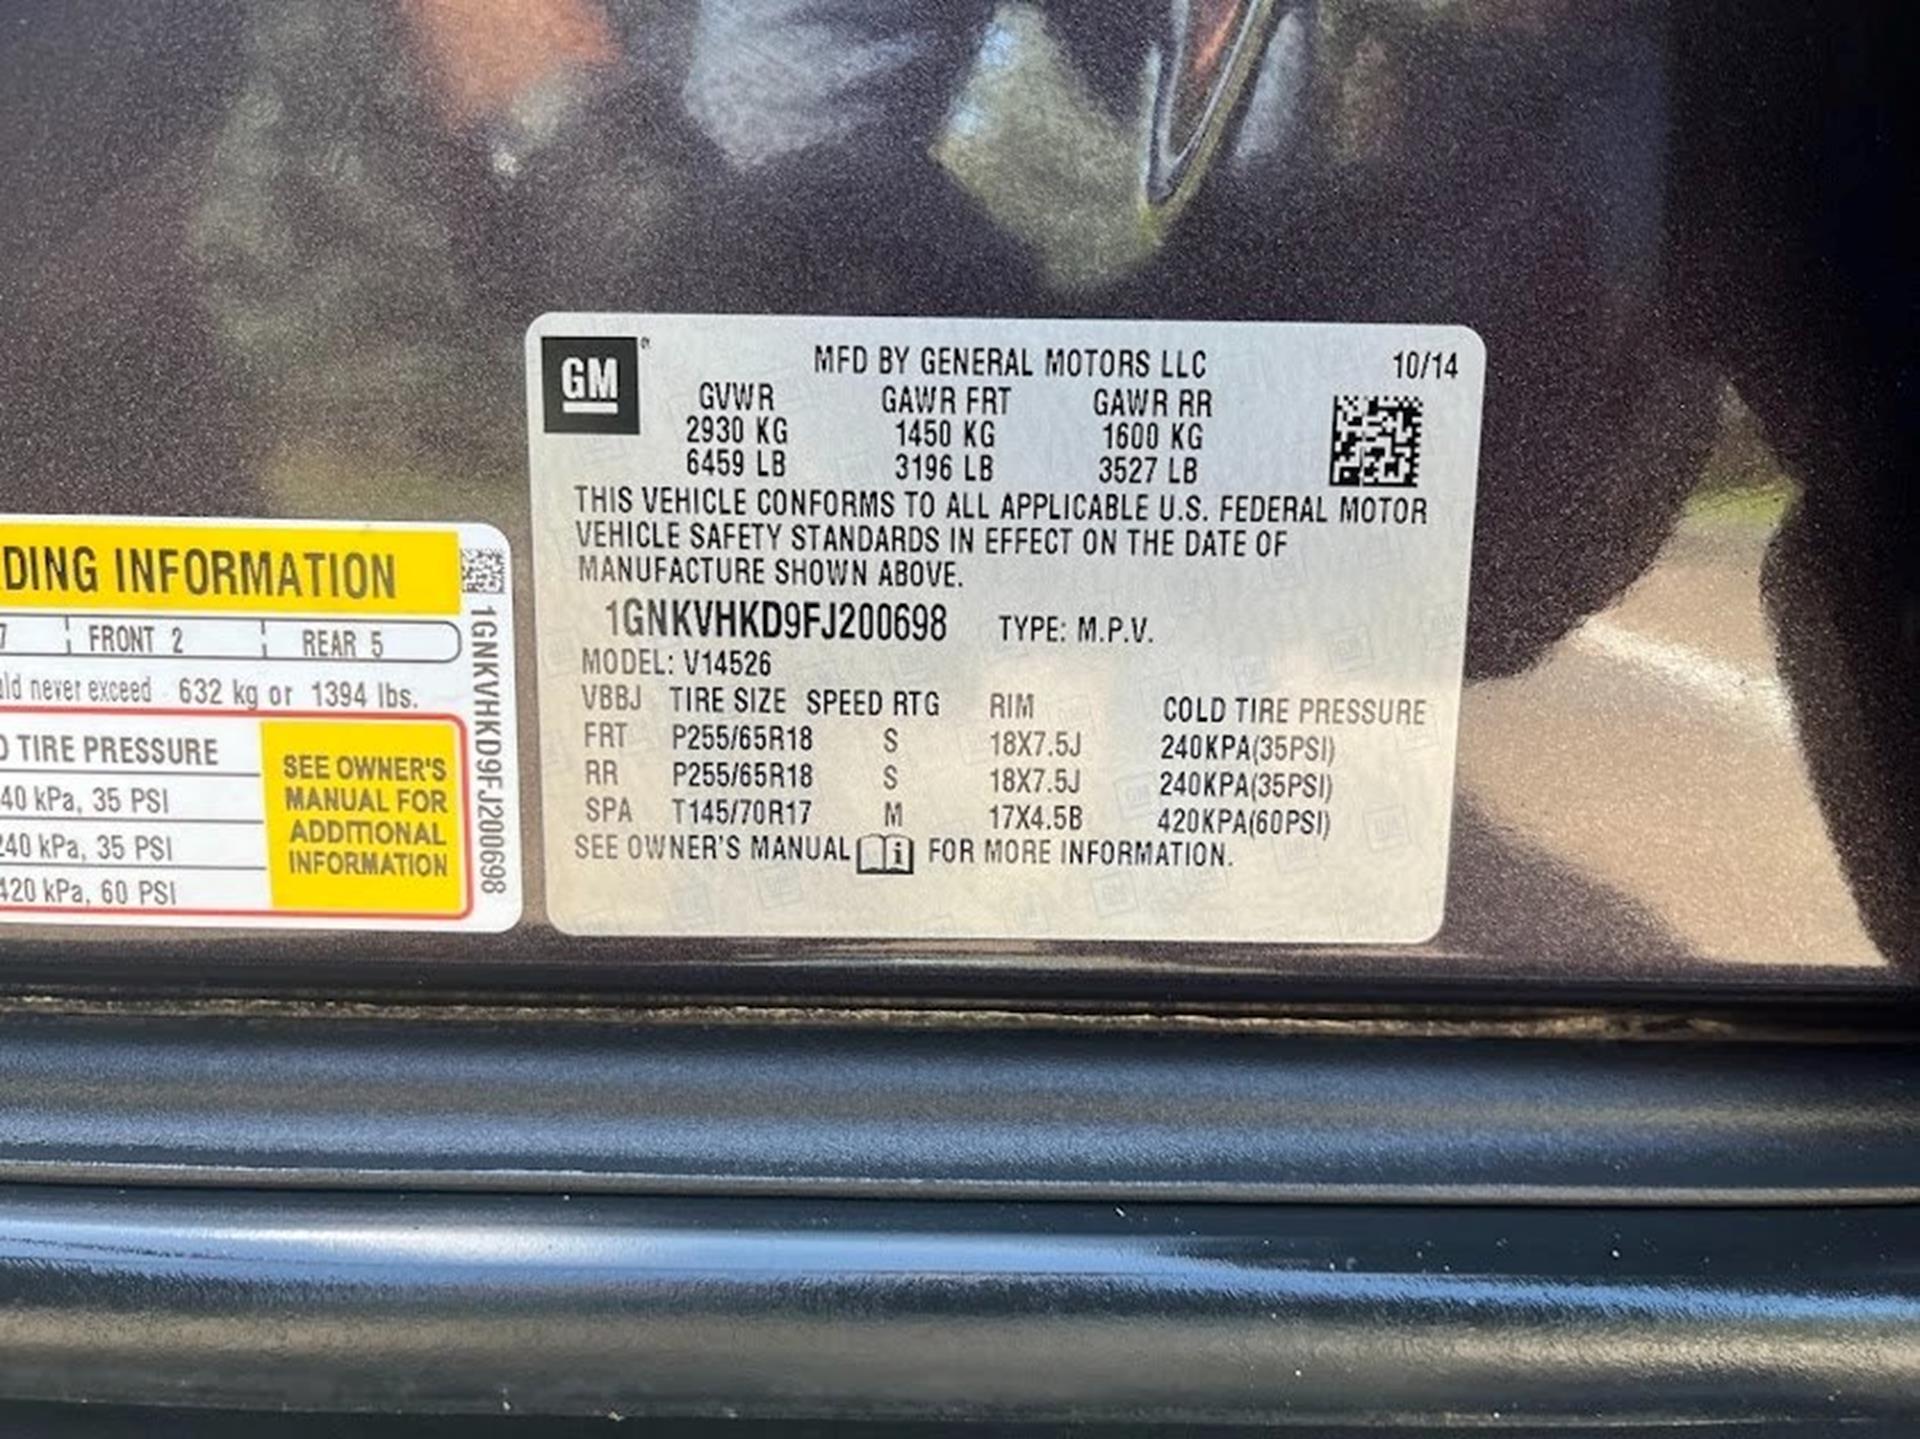 GM
MFD BY GENERAL MOTORS LLC 10/14
GVWR GAWR FRT GAWR RR
2930 KG 1450 KG 1600 KG
6459 LB 3196 LB 3527 LB
THIS VEHICLE CONFORMS TO ALL APPLICABLE U.S. FEDERAL MOTOR
VEHICLE SAFETY STANDARDS IN EFFECT ON THE DATE OF
MANUFACTURE SHOWN ABOVE.
1GNKVHKD9FJ200698 TYPE: M.P.V.
MODEL: V14526
VBBJ TIRE SIZE SPEED RTG RIM COLD TIRE PRESSURE
FRT P255/65R18 S 18X7.5J 240KPA(35PSI)
RR P255/65R18 S 18X7.5J 240KPA(35PSI)
SPA T145/70R17 M 17X4.5B 420KPA(60PSI)
SEE OWNER'S MANUAL i FOR MORE INFORMATION.
DING INFORMATION
7 FRONT 2 REAR 5
uld never exceed 632 kg or 1394 lbs.
D TIRE PRESSURE
40 kPa, 35 PSI
240 kPa, 35 PSI
420 kPa, 60 PSI
SEE OWNER'S
MANUAL FOR
ADDITIONAL
INFORMATION
1GNKVHKD9FJ200698